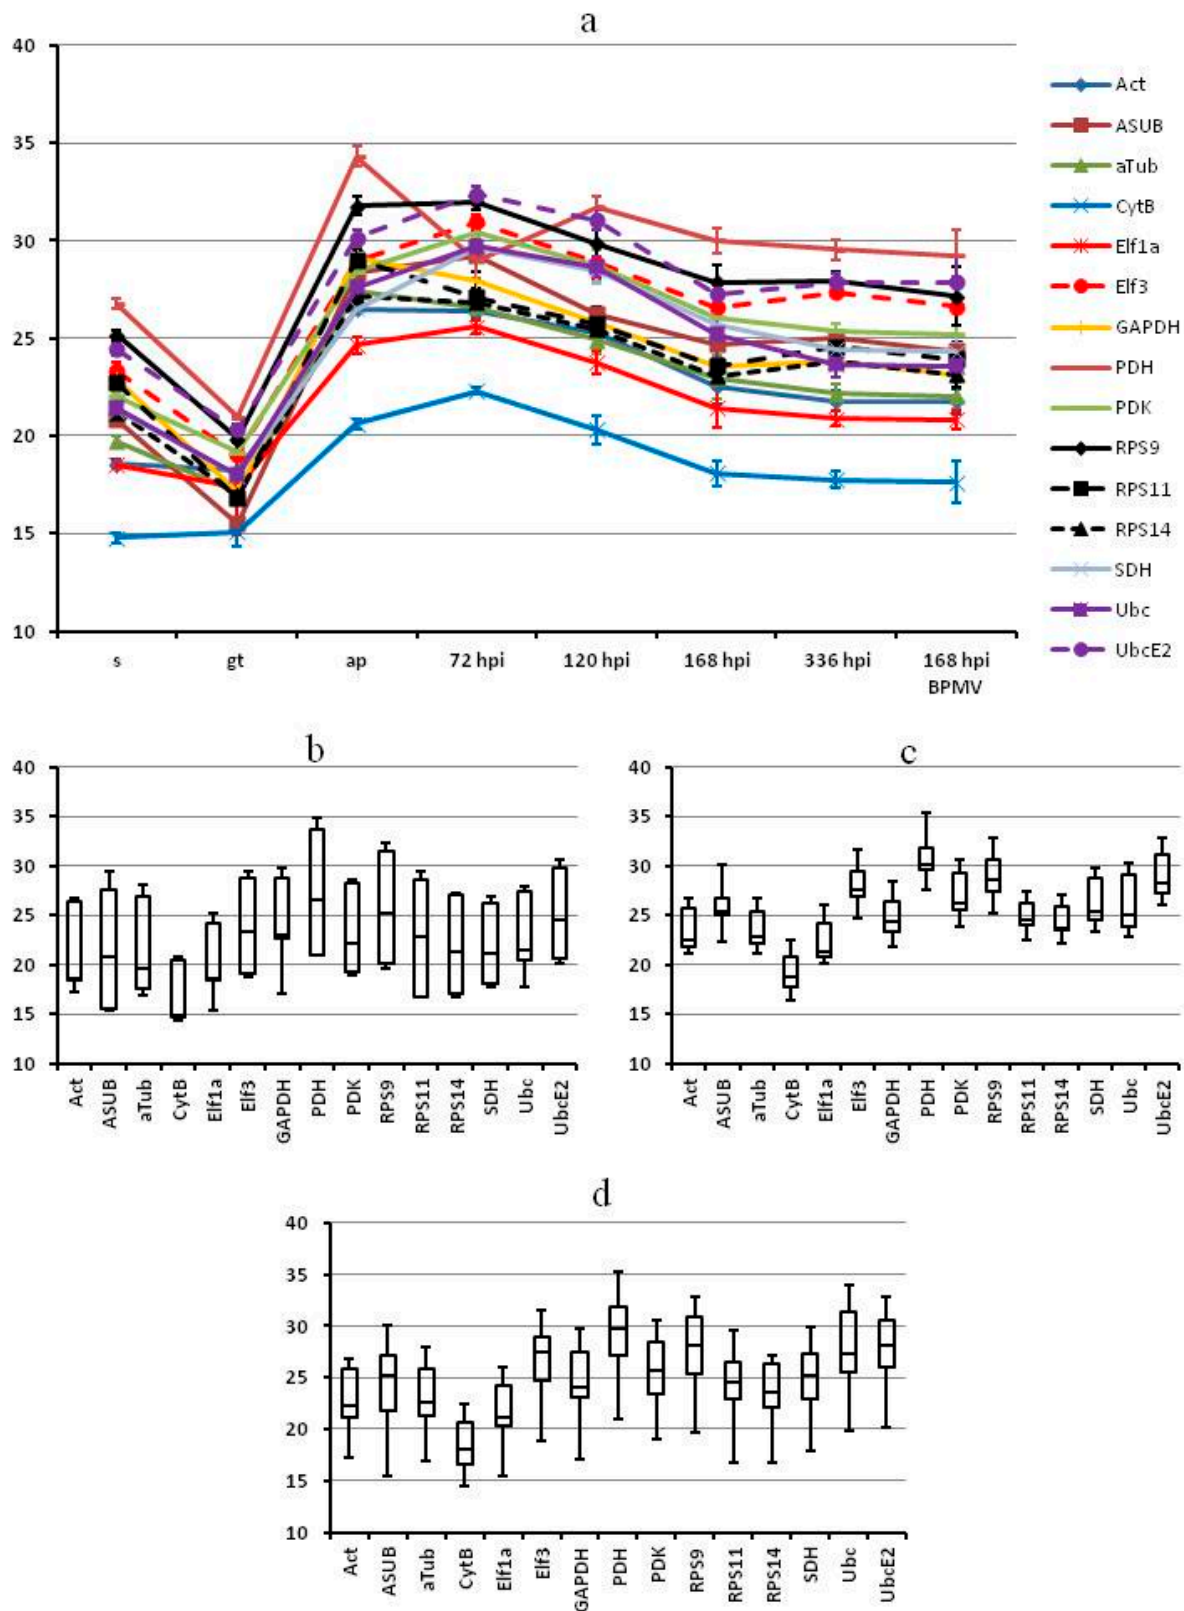 a
40
35
30
25
20
15
10
s gt ap 72 hpi 120 hpi 168 hpi 336 hpi 168 hpi
BPMV
Act
ASUB
aTub
CytB
Elf1a
Elf3
GAPDH
PDH
PDK
RPS9
RPS11
RPS14
SDH
Ubc
UbcE2
b
40
35
30
25
20
15
10
Act
ASUB
aTub
CytB
Elf1a
Elf3
GAPDH
PDH
PDK
RPS9
RPS11
RPS14
SDH
Ubc
UbcE2
c
40
35
30
25
20
15
10
Act
ASUB
aTub
CytB
Elf1a
Elf3
GAPDH
PDH
PDK
RPS9
RPS11
RPS14
SDH
Ubc
UbcE2
d
40
35
30
25
20
15
10
Act
ASUB
aTub
CytB
Elf1a
Elf3
GAPDH
PDH
PDK
RPS9
RPS11
RPS14
SDH
Ubc
UbcE2